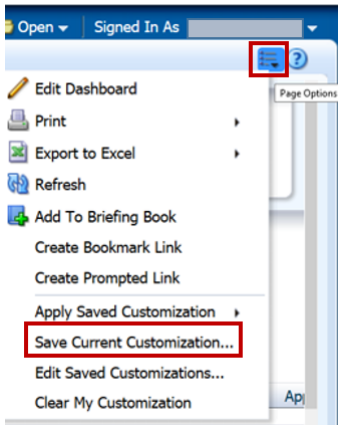 Open Signed In As
?
Edit Dashboard
Page Options
Print
Export to Excel
Refresh
Add To Briefing Book
Create Bookmark Link
Create Prompted Link
Apply Saved Customization
Save Current Customization...
Edit Saved Customizations...
Clear My Customization